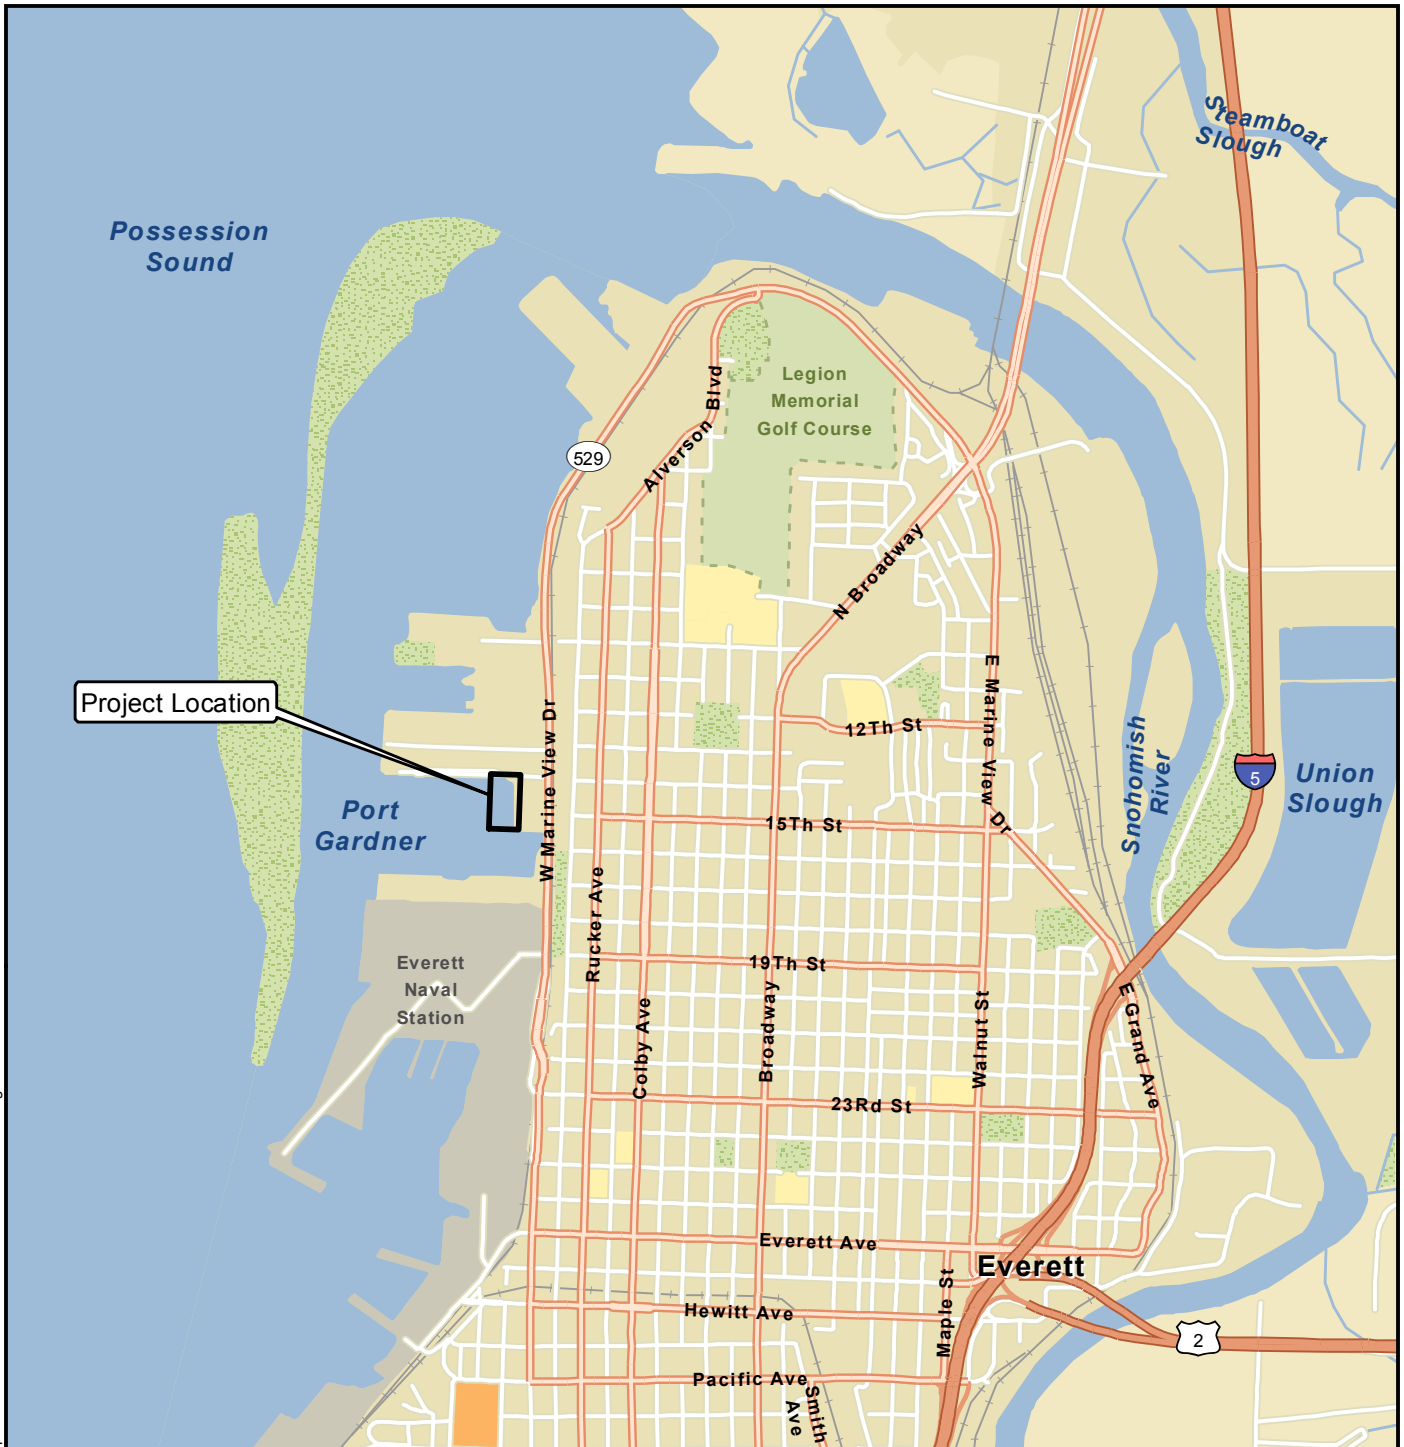 Steamboat
Slough
Possession
Sound
Legion
Memorial
Golf Course
Alverson Blvd
529
N Broadway
E Marine View Dr
Project Location
W Marine View Dr
12Th St
Snohomish
River
5
Union
Slough
Port
Gardner
15Th St
Rucker Ave
Everett
Naval
Station
19Th St
Colby Ave
Broadway
Walnut St
E Grand Ave
23Rd St
Everett Ave
Everett
Maple St
Hewitt Ave
2
Pacific Ave
Smith
Ave